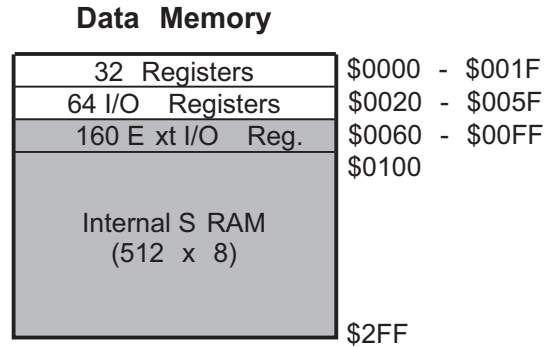 Data Memory
32 Registers $0000 - $001F
64 I/O Registers $0020 - $005F
160 E xt I/O Reg. $0060 - $00FF
$0100
Internal S RAM
(512 x 8)
$2FF